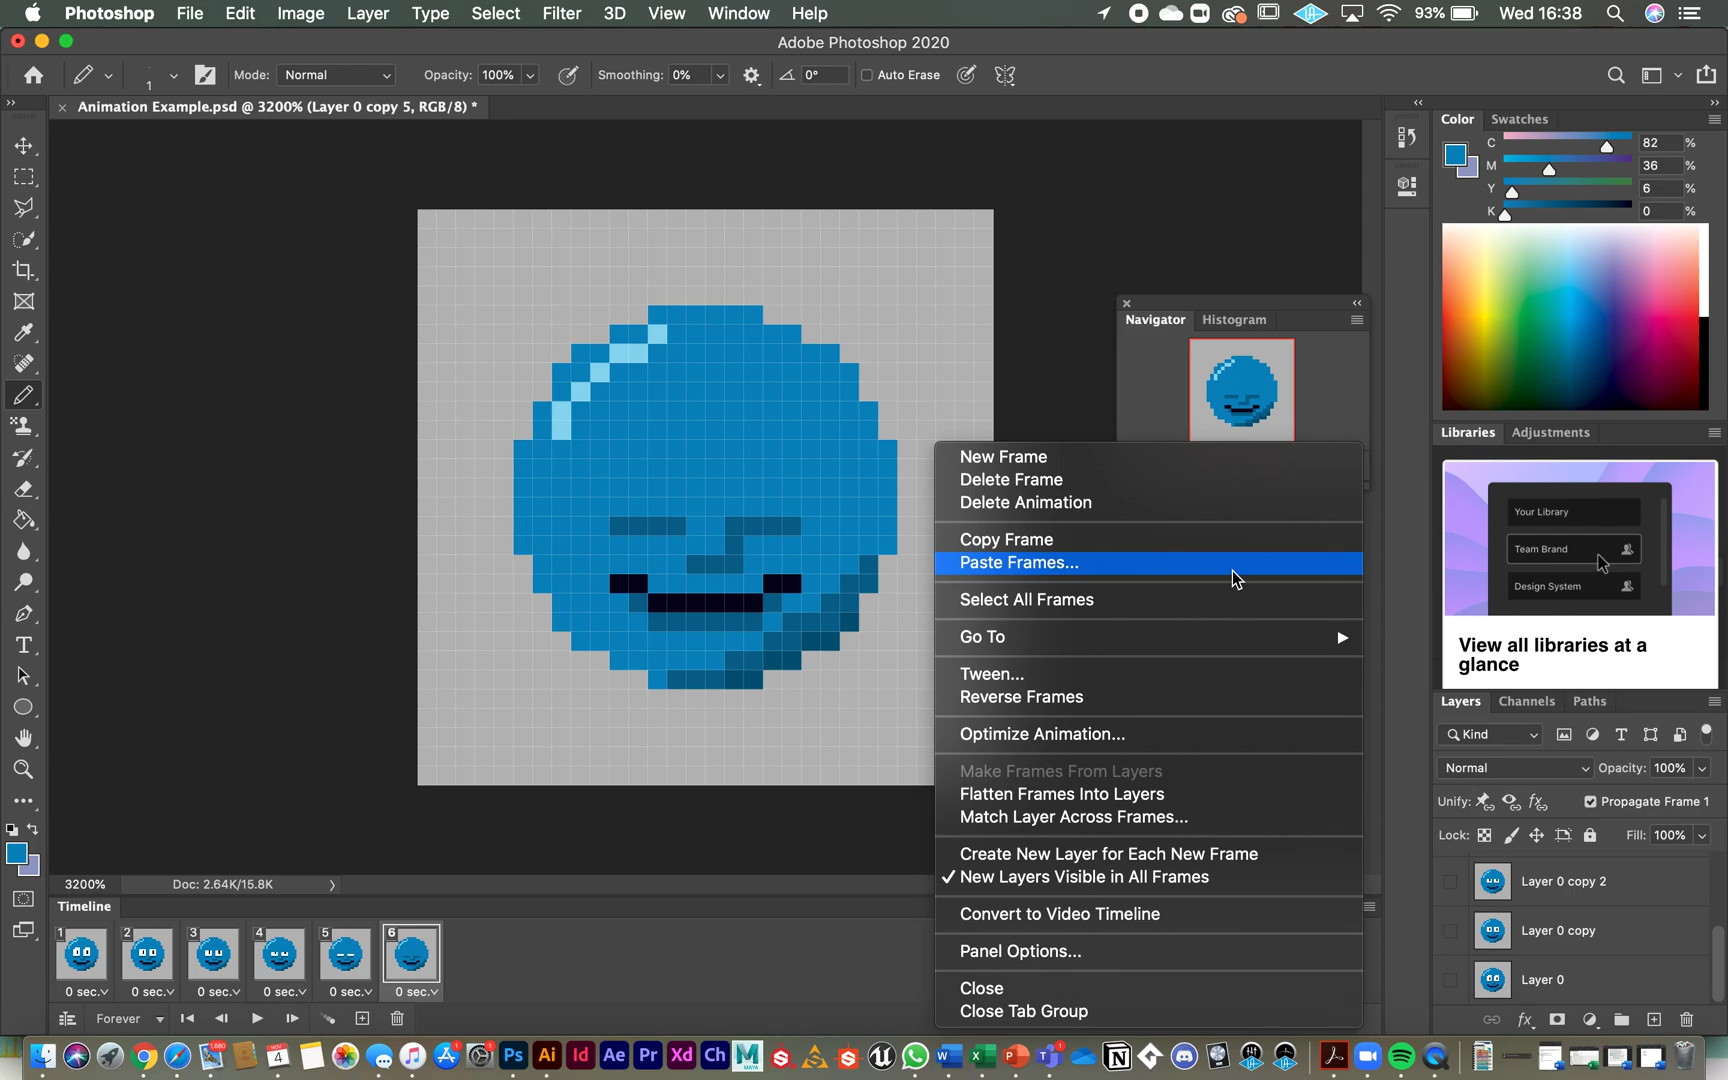 Photoshop File Edit Image Layer Type Select Filter 3D View Window Help 93% Wed 16:38
Adobe Photoshop 2020
1 Mode: Normal Opacity: 100% Smoothing: 0% 0° Auto Erase
Animation Example.psd @ 3200% (Layer 0 copy 5, RGB/8) *
Color Swatches
C 82 %
M 36 %
Y 6 %
K 0 %
Navigator Histogram
Libraries Adjustments
Your Library
Team Brand
Design System
View all libraries at a
glance
New Frame
Delete Frame
Delete Animation
Copy Frame
Paste Frames...
Select All Frames
Go To
Tween...
Reverse Frames
Optimize Animation...
Make Frames From Layers
Flatten Frames Into Layers
Match Layer Across Frames...
Create New Layer for Each New Frame
✓ New Layers Visible in All Frames
Convert to Video Timeline
Panel Options...
Close
Close Tab Group
Layers Channels Paths
Kind
Normal Opacity: 100%
Unify: Propagate Frame 1
Lock: Fill: 100%
Layer 0 copy 2
Layer 0 copy
Layer 0
3200% Doc: 2.64K/15.8K
Timeline
1 2 3 4 5 6
0 sec. 0 sec. 0 sec. 0 sec. 0 sec. 0 sec.
Forever
Ps Ai Id Ae Pr Xd Ch M